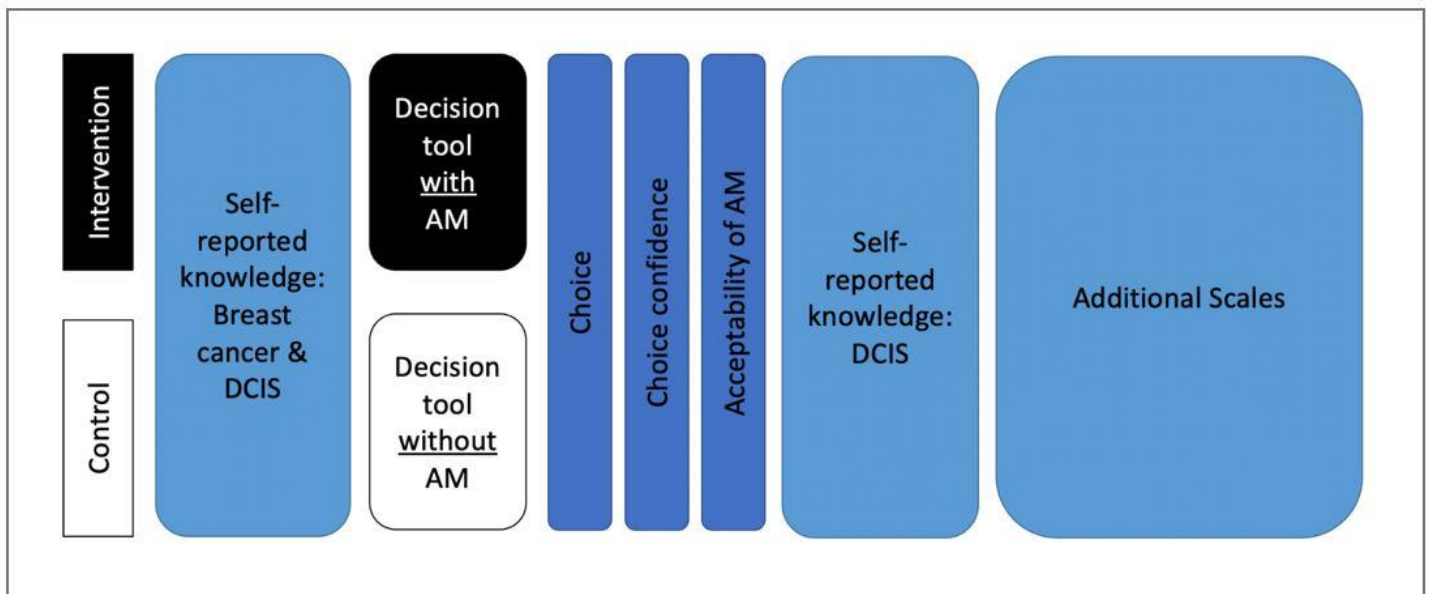 Intervention
Control
Self-
reported
knowledge:
Breast
cancer &
DCIS
Decision
tool
with
AM
Decision
tool
without
AM
Choice
Choice confidence
Acceptability of AM
Self-
reported
knowledge:
DCIS
Additional Scales